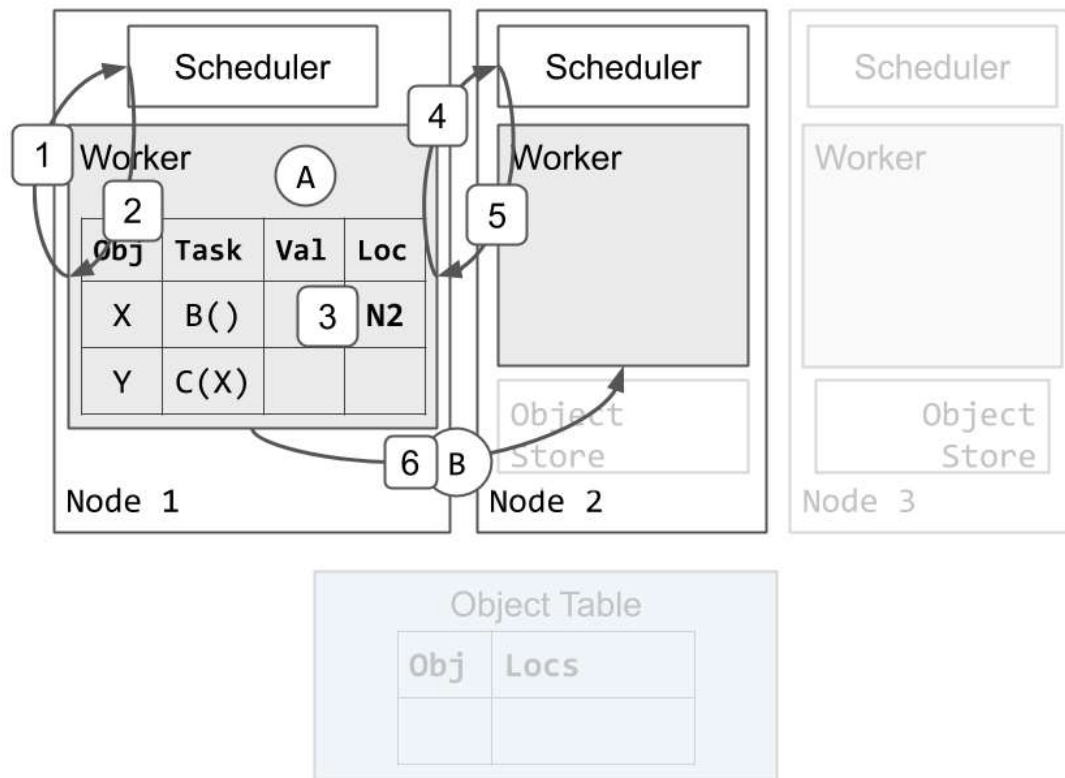 Scheduler
Scheduler
Scheduler
1
4
Worker
A
Worker
Worker
2
5
Obj Task Val Loc
X B() 3 N2
Y C(X)
Object
Store
Object
Store
6 B
Node 1
Node 2
Node 3
Object Table
Obj Locs